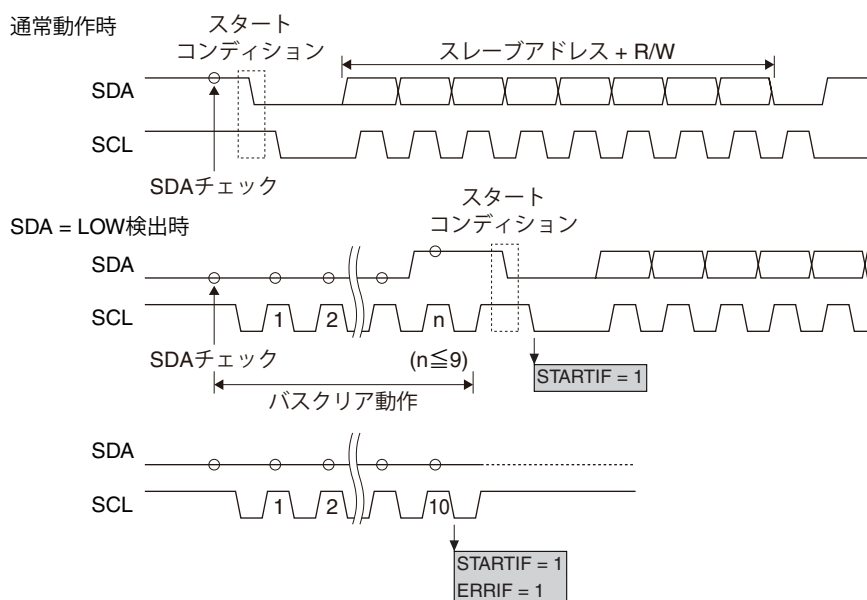 通常動作時
スタート
コンディション
スレーブアドレス + R/W
SDA
SCL
SDAチェック
スタート
コンディション
SDA = LOW検出時
SDA
SCL
1
2
n
SDAチェック
(n≦9)
STARTIF = 1
バスクリア動作
SDA
SCL
1
2
10
STARTIF = 1
ERRIF = 1